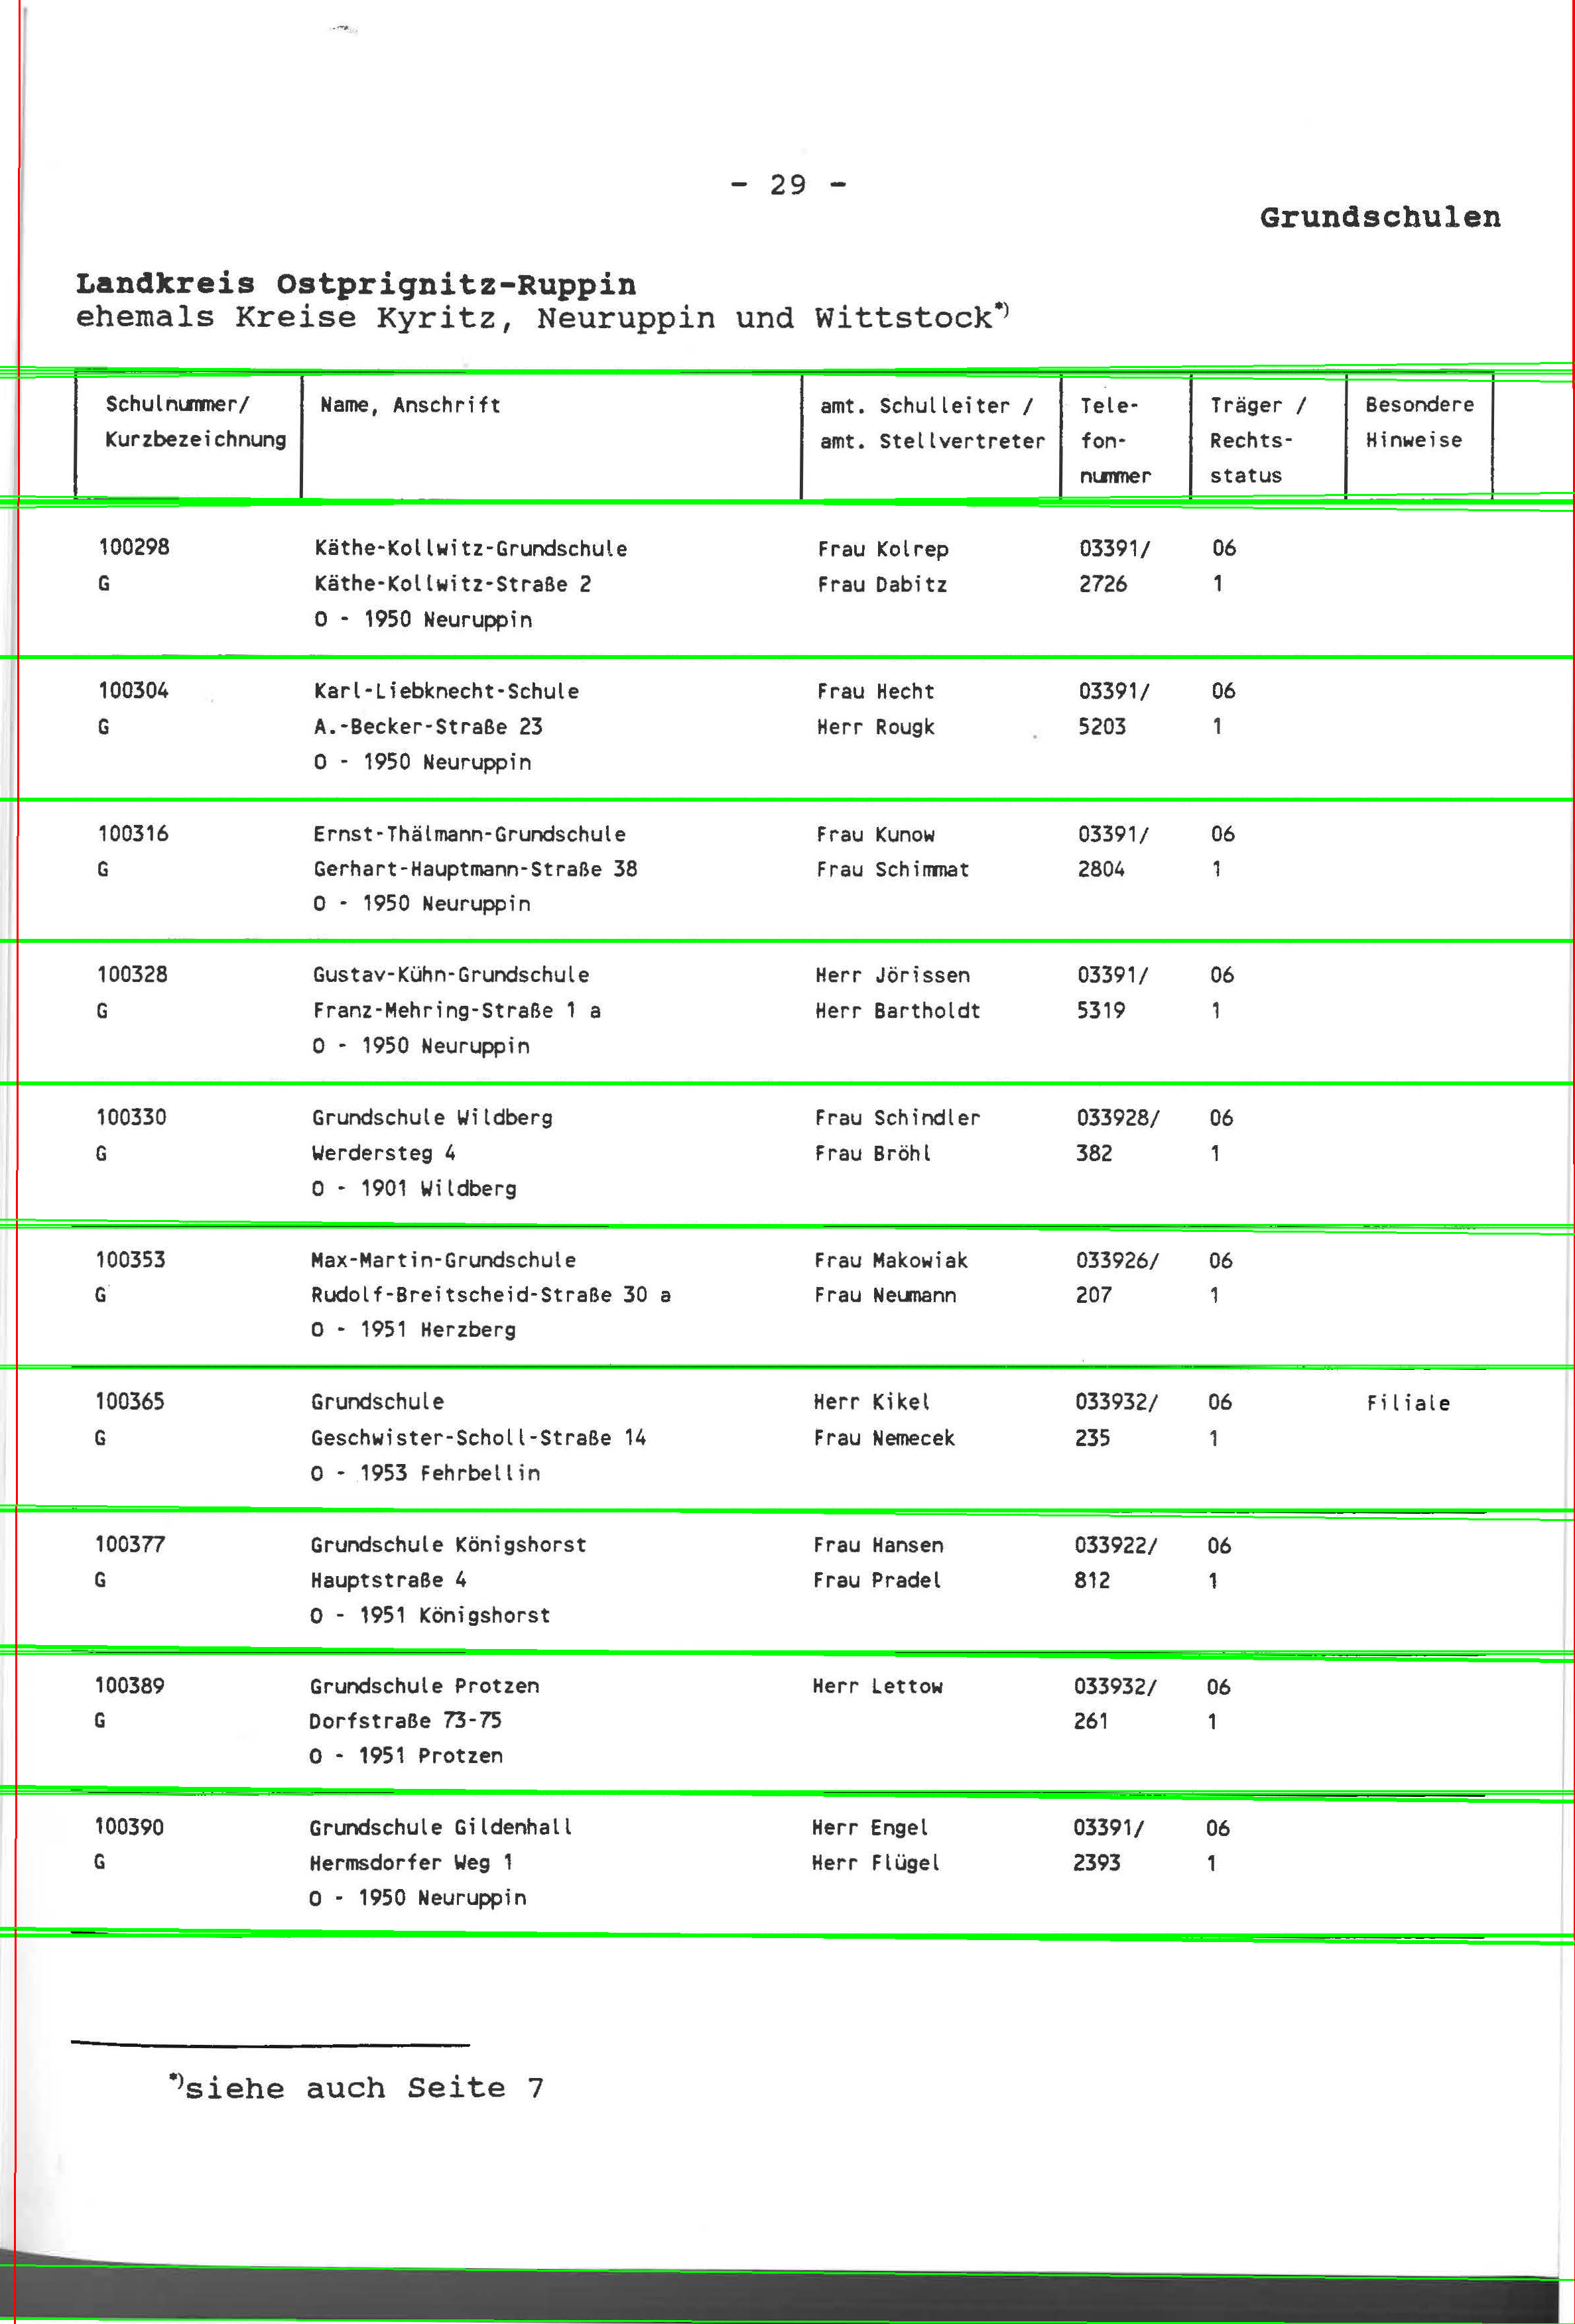 - 29 -
Grundschulen
Landkreis Ostprignitz-Ruppin
ehemals Kreise Kyritz, Neuruppin und Wittstock*)
Schulnummer/ Name, Anschrift amt. Schulleiter / Tele- Träger / Besondere
Kurzbezeichnung amt. Stellvertreter fon- Rechts- Hinweise
nummer status
100298 Käthe-Kollwitz-Grundschule Frau Kolrep 03391/ 06
G Käthe-Kollwitz-Straße 2 Frau Dabitz 2726 1
O - 1950 Neuruppin
100304 Karl-Liebknecht-Schule Frau Hecht 03391/ 06
G A.-Becker-Straße 23 Herr Rougk 5203 1
O - 1950 Neuruppin
100316 Ernst-Thälmann-Grundschule Frau Kunow 03391/ 06
G Gerhart-Hauptmann-Straße 38 Frau Schimmat 2804 1
O - 1950 Neuruppin
100328 Gustav-Kühn-Grundschule Herr Jörissen 03391/ 06
G Franz-Mehring-Straße 1 a Herr Bartholdt 5319 1
O - 1950 Neuruppin
100330 Grundschule Wildberg Frau Schindler 033928/ 06
G Werdersteg 4 Frau Bröhl 382 1
O - 1901 Wildberg
100353 Max-Martin-Grundschule Frau Makowiak 033926/ 06
G Rudolf-Breitscheid-Straße 30 a Frau Neumann 207 1
O - 1951 Herzberg
100365 Grundschule Herr Kikel 033932/ 06 Filiale
G Geschwister-Scholl-Straße 14 Frau Nemecek 235 1
O - 1953 Fehrbellin
100377 Grundschule Königshorst Frau Hansen 033922/ 06
G Hauptstraße 4 Frau Pradel 812 1
O - 1951 Königshorst
100389 Grundschule Protzen Herr Lettow 033932/ 06
G Dorfstraße 73-75 261 1
O - 1951 Protzen
100390 Grundschule Gildenhall Herr Engel 03391/ 06
G Hermsdorfer Weg 1 Herr Flügel 2393 1
O - 1950 Neuruppin
*)siehe auch Seite 7